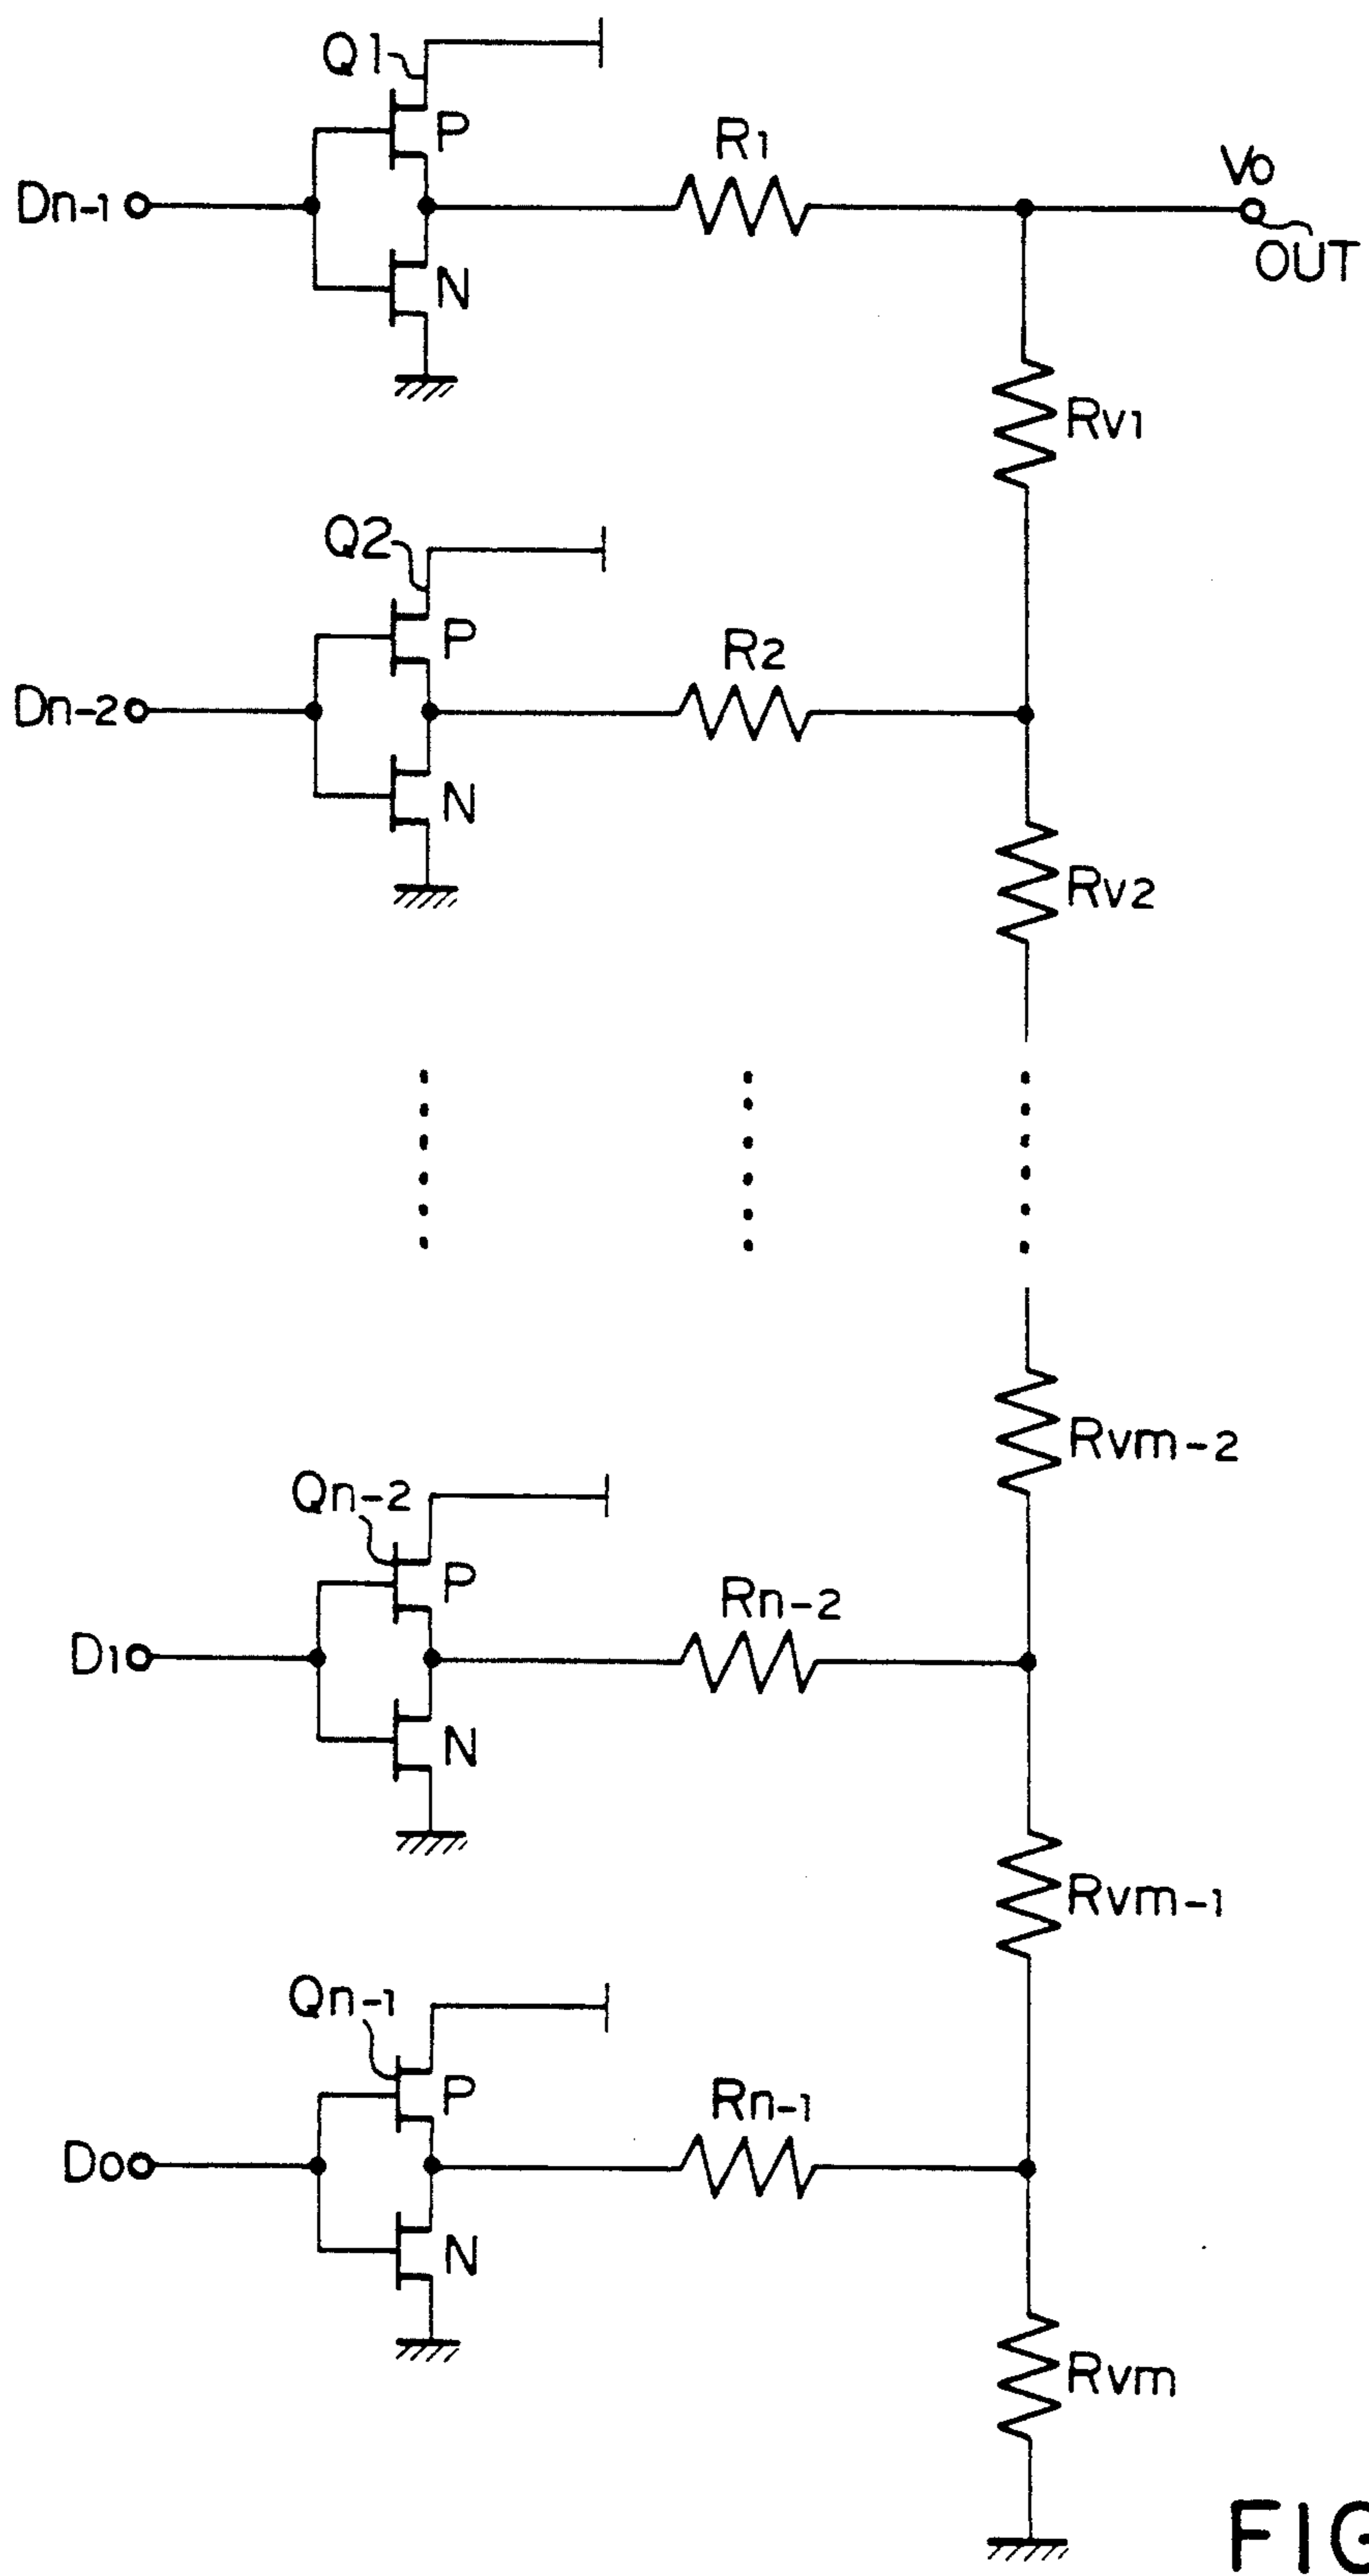 Q1
P
R1
Vo
Dn-1
OUT
N
Rv1
Q2
P
R2
Dn-2
N
Rv2
Rvm-2
Qn-2
P
Rn-2
D1
N
Rvm-1
Qn-1
P
Rn-1
Do
N
Rvm
FIG